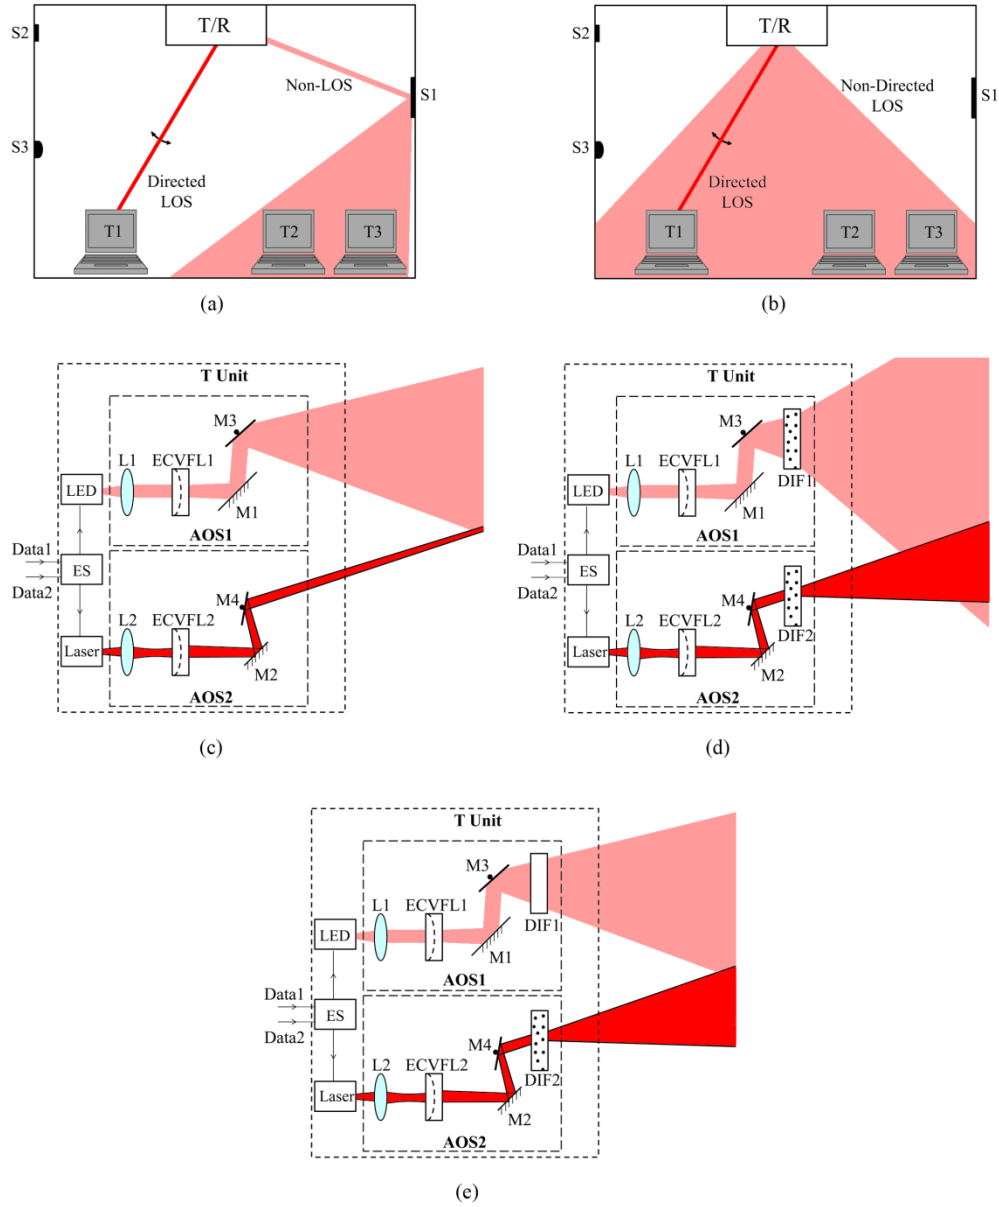 S2
T/R
Non-LOS
S1
S3
Directed
LOS
T1
T2
T3
(a)
S2
T/R
Non-Directed
LOS
S1
S3
Directed
LOS
T1
T2
T3
(b)
T Unit
M3
L1
ECVFL1
LED
M1
AOS1
Data1
ES
Data2
M4
L2
ECVFL2
Laser
M2
AOS2
(c)
T Unit
M3
L1
ECVFL1
DIF1
LED
M1
AOS1
Data1
ES
Data2
M4
L2
ECVFL2
DIF2
Laser
M2
AOS2
(d)
T Unit
M3
L1
ECVFL1
DIF1
LED
M1
AOS1
Data1
ES
Data2
M4
L2
ECVFL2
DIF2
Laser
M2
AOS2
(e)